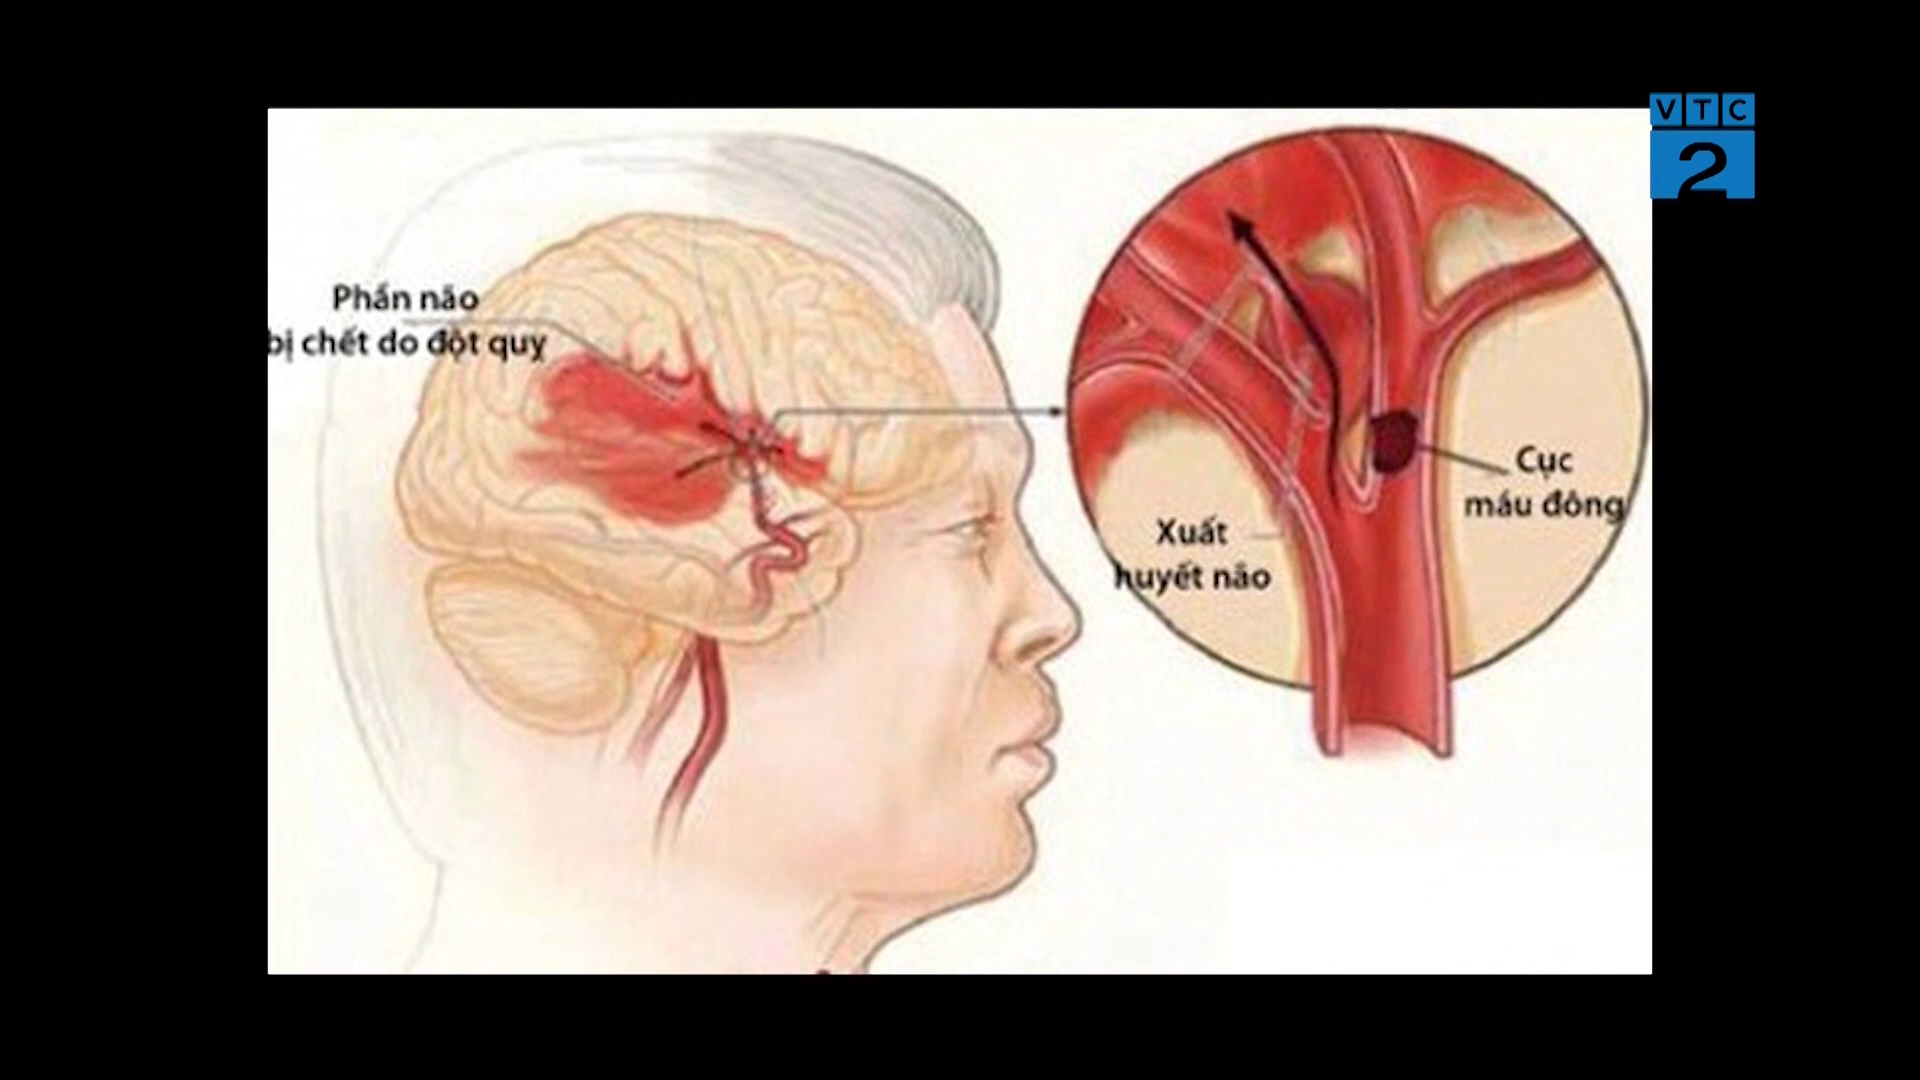 VTC
2
Phần não
bị chết do đột quỵ
Cục
máu đông
Xuất
huyết não